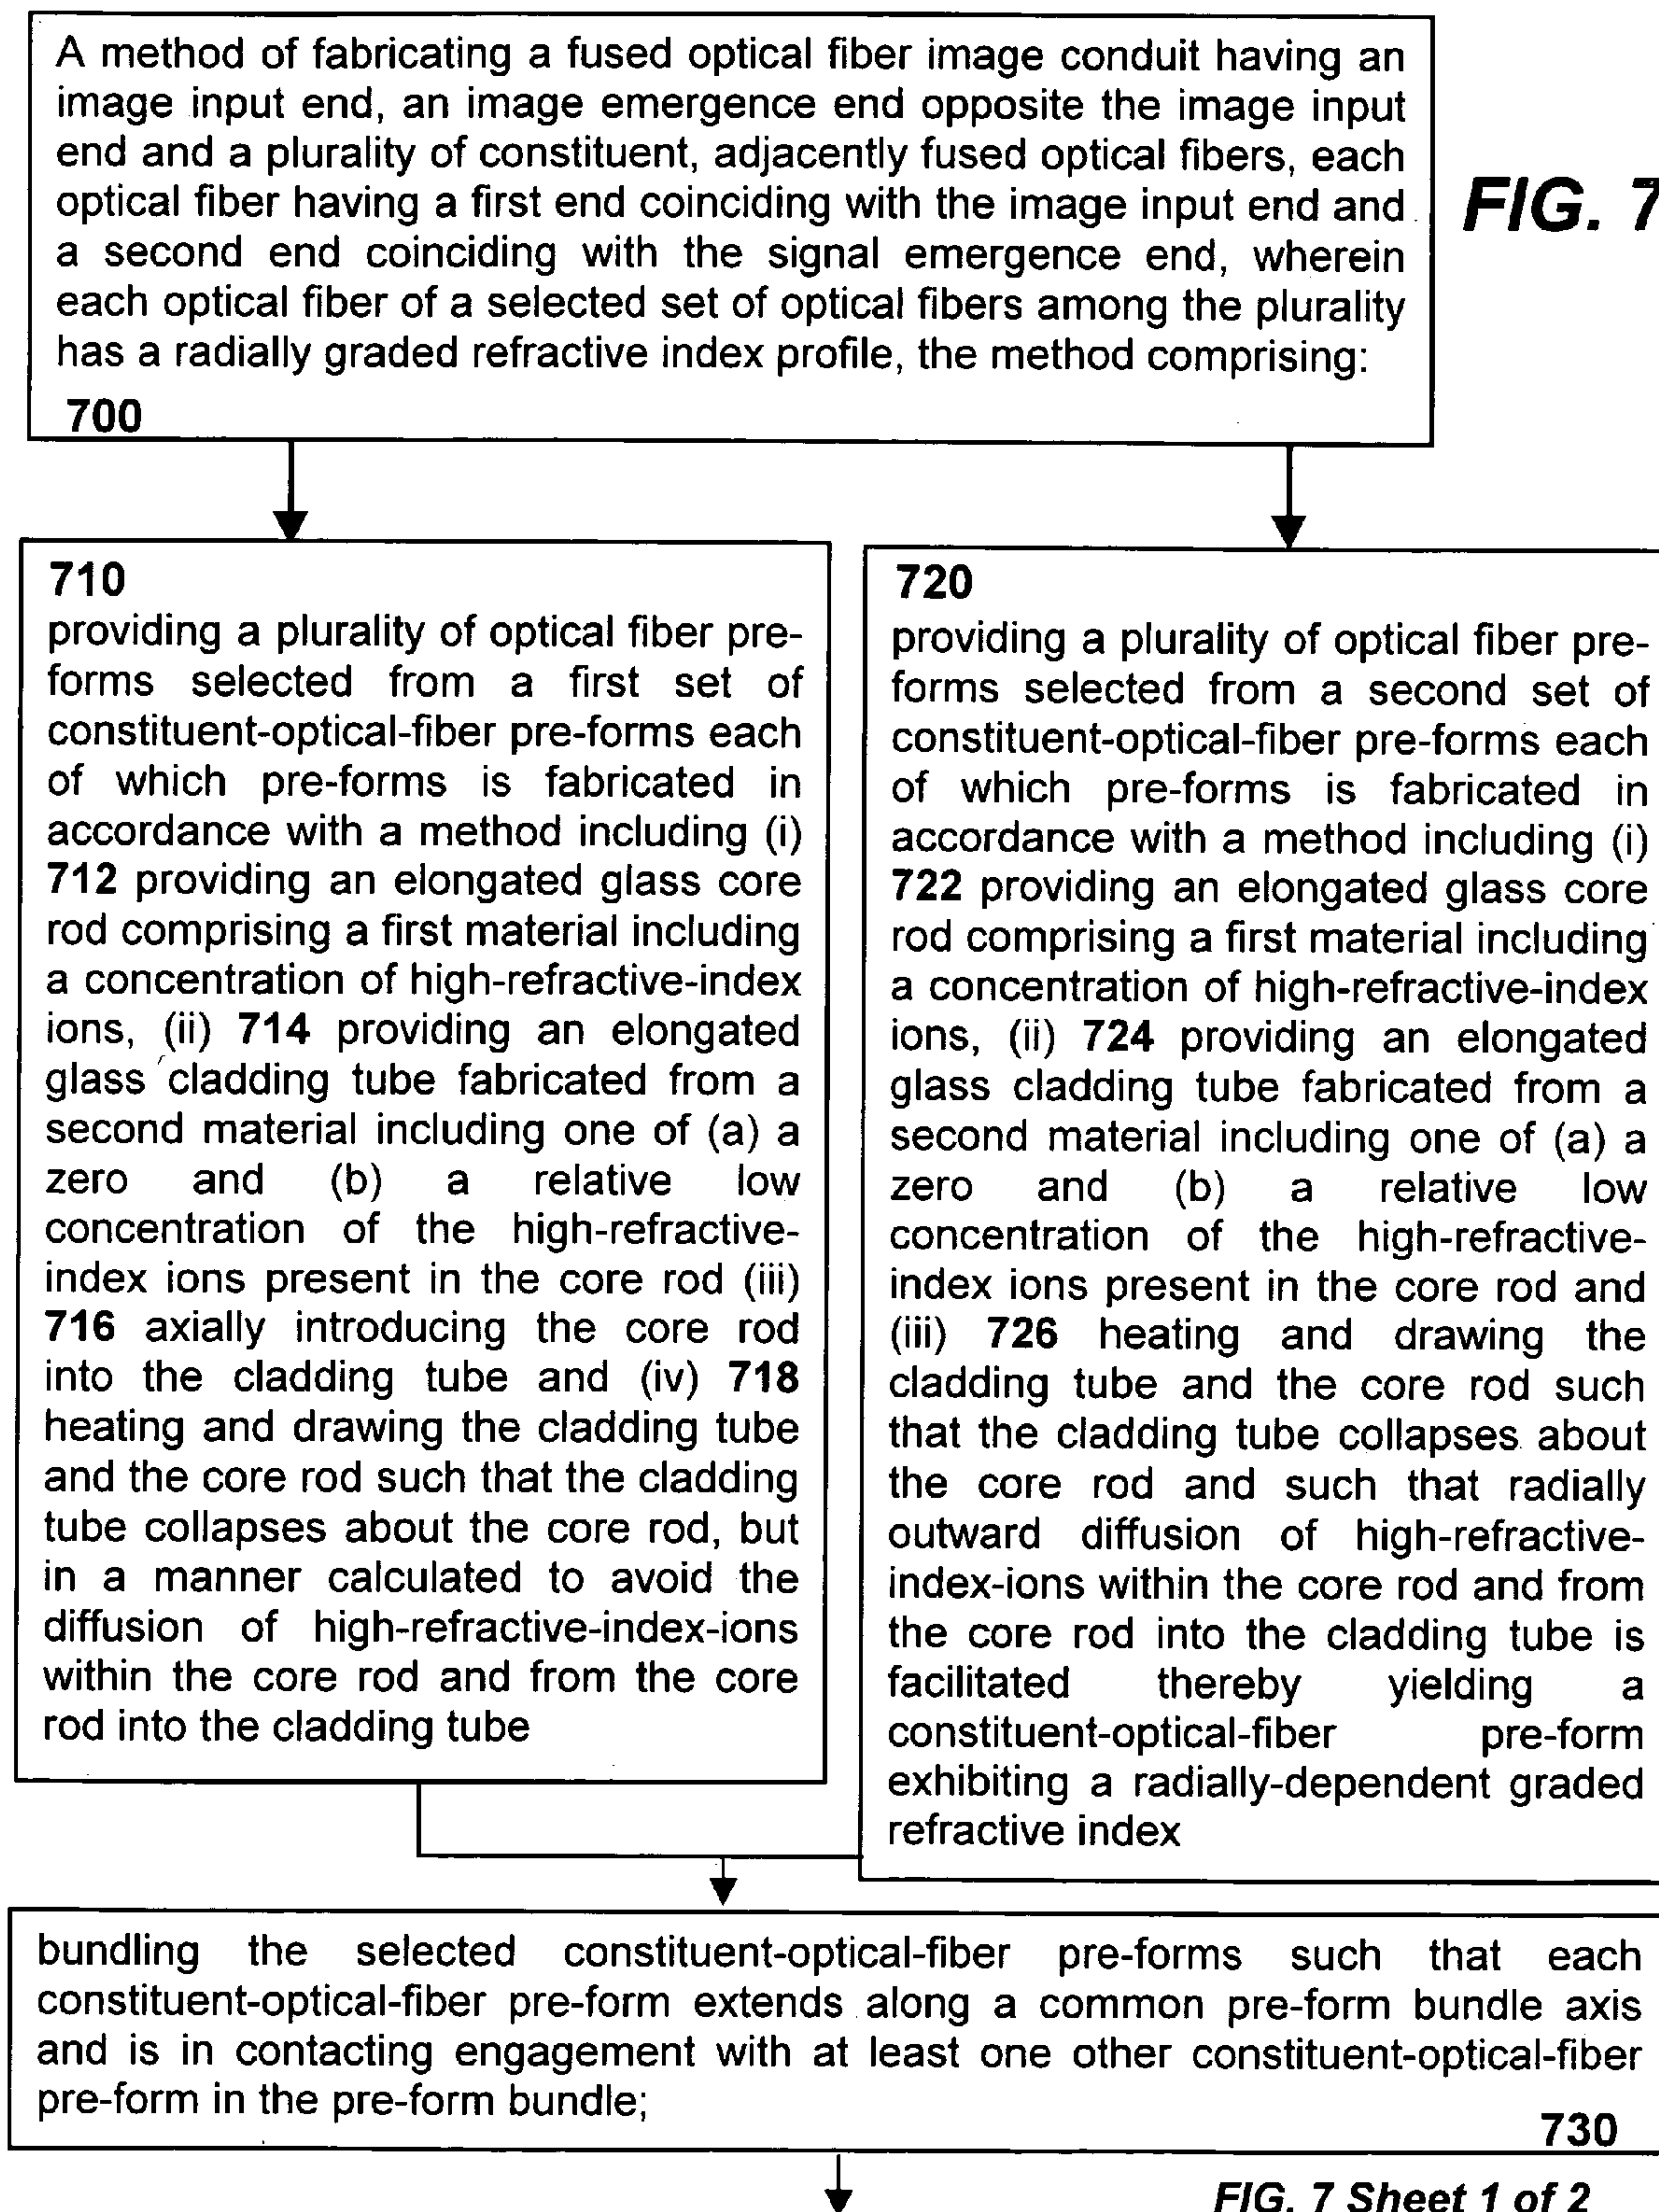 A method of fabricating a fused optical fiber image conduit having an
image input end, an image emergence end opposite the image input
end and a plurality of constituent, adjacently fused optical fibers, each
optical fiber having a first end coinciding with the image input end and
a second end coinciding with the signal emergence end, wherein
each optical fiber of a selected set of optical fibers among the plurality
has a radially graded refractive index profile, the method comprising:
700
FIG. 7
710
providing a plurality of optical fiber pre-
forms selected from a first set of
constituent-optical-fiber pre-forms each
of which pre-forms is fabricated in
accordance with a method including (i)
712 providing an elongated glass core
rod comprising a first material including
a concentration of high-refractive-index
ions, (ii) 714 providing an elongated
glass cladding tube fabricated from a
second material including one of (a) a
zero and (b) a relative low
concentration of the high-refractive-
index ions present in the core rod (iii)
716 axially introducing the core rod
into the cladding tube and (iv) 718
heating and drawing the cladding tube
and the core rod such that the cladding
tube collapses about the core rod, but
in a manner calculated to avoid the
diffusion of high-refractive-index-ions
within the core rod and from the core
rod into the cladding tube
720
providing a plurality of optical fiber pre-
forms selected from a second set of
constituent-optical-fiber pre-forms each
of which pre-forms is fabricated in
accordance with a method including (i)
722 providing an elongated glass core
rod comprising a first material including
a concentration of high-refractive-index
ions, (ii) 724 providing an elongated
glass cladding tube fabricated from a
second material including one of (a) a
zero and (b) a relative low
concentration of the high-refractive-
index ions present in the core rod and
(iii) 726 heating and drawing the
cladding tube and the core rod such
that the cladding tube collapses about
the core rod and such that radially
outward diffusion of high-refractive-
index-ions within the core rod and from
the core rod into the cladding tube is
facilitated thereby yielding a
constituent-optical-fiber pre-form
exhibiting a radially-dependent graded
refractive index
bundling the selected constituent-optical-fiber pre-forms such that each
constituent-optical-fiber pre-form extends along a common pre-form bundle axis
and is in contacting engagement with at least one other constituent-optical-fiber
pre-form in the pre-form bundle;
730
FIG. 7 Sheet 1 of 2